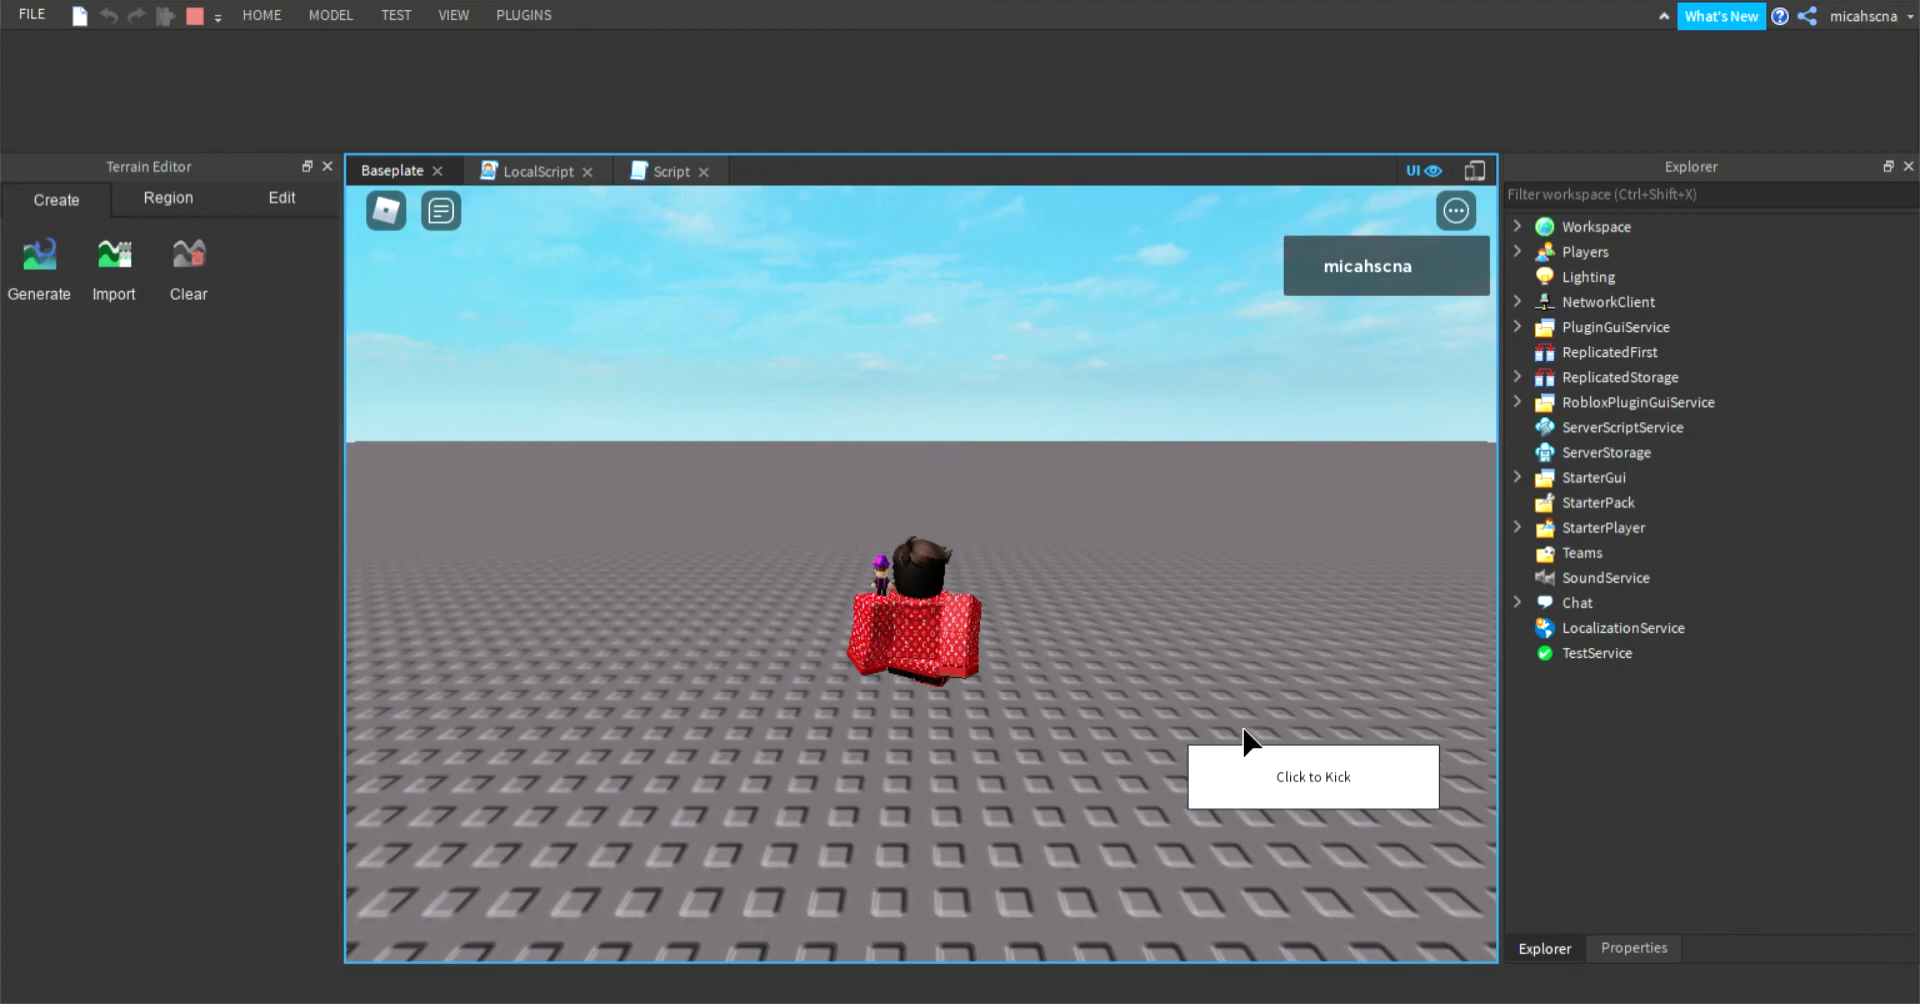 FILE HOME MODEL TEST VIEW PLUGINS What's New ? micahscna
Terrain Editor
Create Region Edit
Generate Import Clear
Baseplate LocalScript Script UI
micahscna
Click to Kick
Explorer
Filter workspace (Ctrl+Shift+X)
Workspace
Players
Lighting
NetworkClient
PluginGuiService
ReplicatedFirst
ReplicatedStorage
RobloxPluginGuiService
ServerScriptService
ServerStorage
StarterGui
StarterPack
StarterPlayer
Teams
SoundService
Chat
LocalizationService
TestService
Explorer Properties